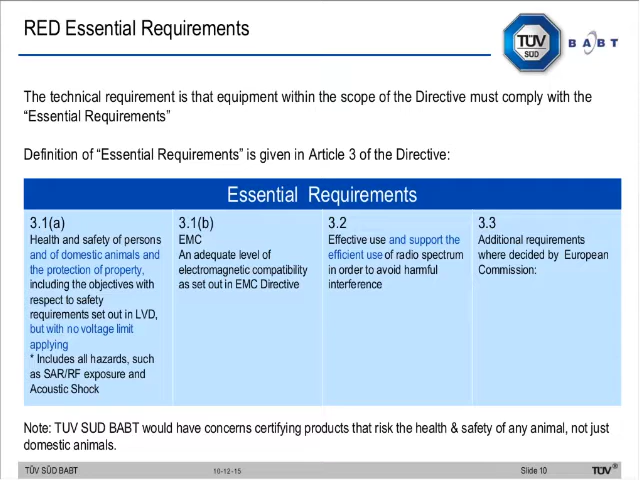 RED Essential Requirements
TÜV
SÜD
BABT
The technical requirement is that equipment within the scope of the Directive must comply with the
“Essential Requirements”
Definition of “Essential Requirements” is given in Article 3 of the Directive:
Essential Requirements
3.1(a)
Health and safety of persons
and of domestic animals and
the protection of property,
including the objectives with
respect to safety
requirements set out in LVD,
but with no voltage limit
applying
* Includes all hazards, such
as SAR/RF exposure and
Acoustic Shock
3.1(b)
EMC
An adequate level of
electromagnetic compatibility
as set out in EMC Directive
3.2
Effective use and support the
efficient use of radio spectrum
in order to avoid harmful
interference
3.3
Additional requirements
where decided by European
Commission:
Note: TUV SUD BABT would have concerns certifying products that risk the health & safety of any animal, not just
domestic animals.
TÜV SÜD BABT
10-12-15
Slide 10
TÜV®